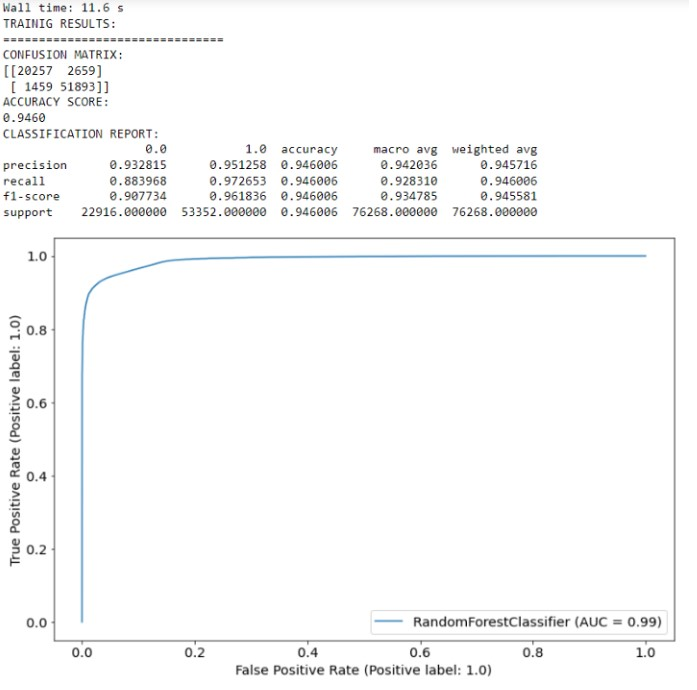 Wall time: 11.6 s
TRAINIG RESULTS:
===============================
CONFUSION MATRIX:
[[20257  2659]
 [ 1459 51893]]
ACCURACY SCORE:
0.9460
CLASSIFICATION REPORT:
0.0 1.0 accuracy macro avg weighted avg
precision 0.932815 0.951258 0.946006 0.942036 0.945716
recall 0.883968 0.972653 0.946006 0.928310 0.946006
f1-score 0.907734 0.961836 0.946006 0.934785 0.945581
support 22916.000000 53352.000000 0.946006 76268.000000 76268.000000
True Positive Rate (Positive label: 1.0)
1.0
0.8
0.6
0.4
0.2
0.0
RandomForestClassifier (AUC = 0.99)
0.0 0.2 0.4 0.6 0.8 1.0
False Positive Rate (Positive label: 1.0)